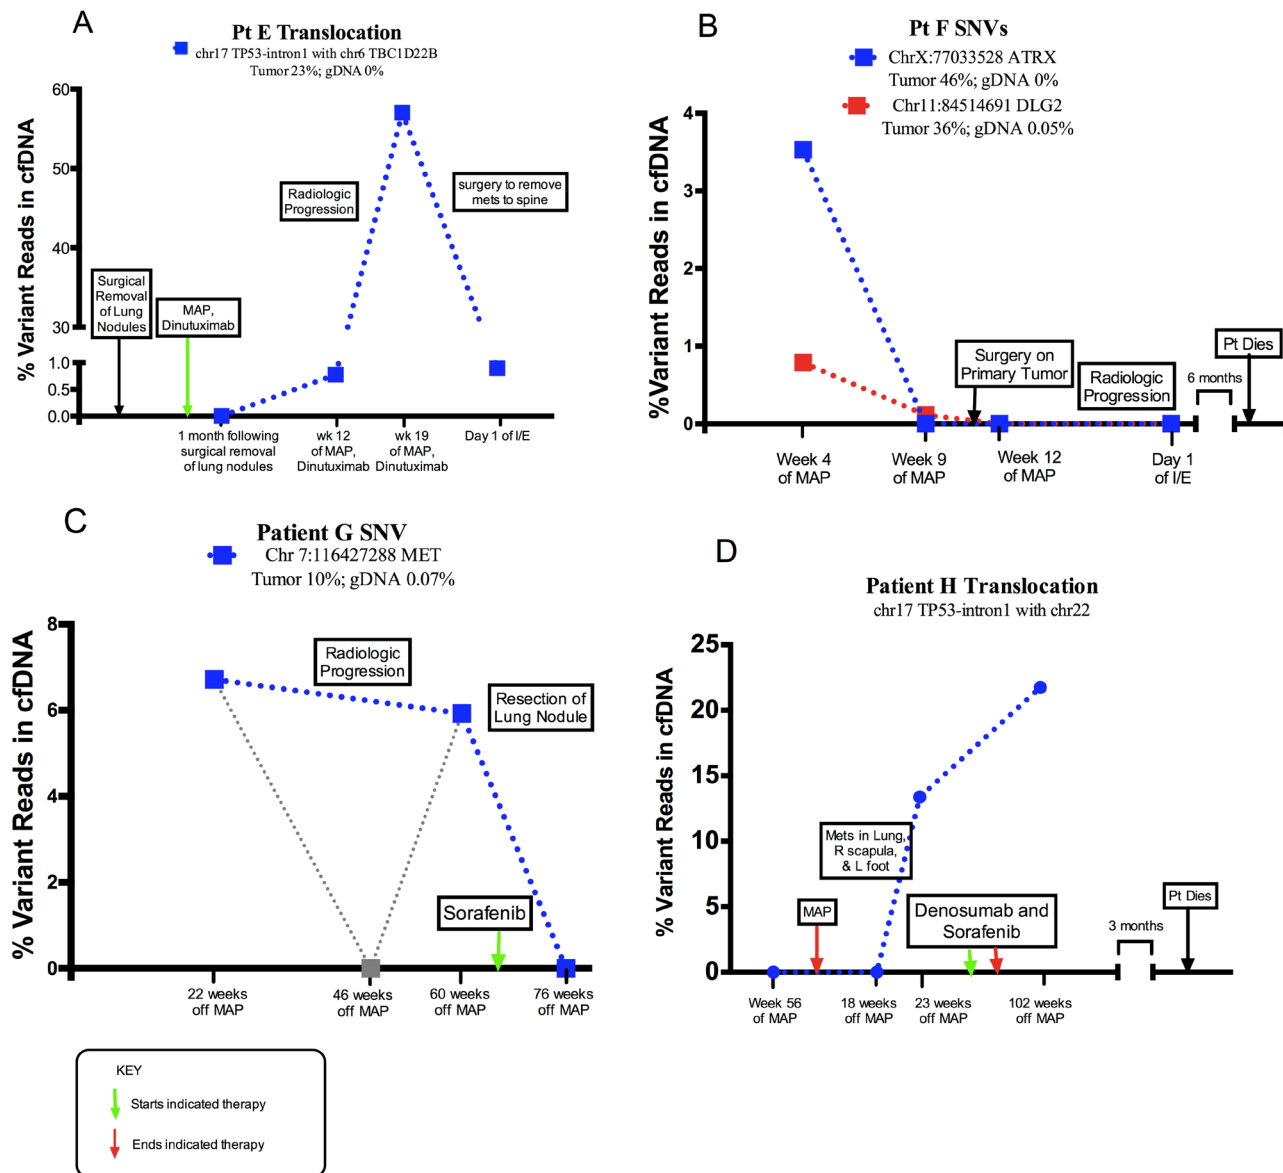 A
Pt E Translocation
chr17 TP53-intron1 with chr6 TBC1D22B
Tumor 23%; gDNA 0%
% Variant Reads in cfDNA
60
50
40
30
1.0
0.5
0.0
Surgical
Removal
of Lung
Nodules
MAP,
Dinutuximab
Radiologic
Progression
surgery to remove
mets to spine
1 month following
surgical removal
of lung nodules
wk 12
of MAP,
Dinutuximab
wk 19
of MAP,
Dinutuximab
Day 1 of I/E
B
Pt F SNVs
ChrX:77033528 ATRX
Tumor 46%; gDNA 0%
Chr11:84514691 DLG2
Tumor 36%; gDNA 0.05%
%Variant Reads in cfDNA
4
3
2
1
0
Surgery on
Primary Tumor
Radiologic
Progression
6 months
Pt Dies
Week 4
of MAP
Week 9
of MAP
Week 12
of MAP
Day 1
of I/E
C
Patient G SNV
Chr 7:116427288 MET
Tumor 10%; gDNA 0.07%
% Variant Reads in cfDNA
8
6
4
2
0
Radiologic
Progression
Resection of
Lung Nodule
Sorafenib
22 weeks
off MAP
46 weeks
off MAP
60 weeks
off MAP
76 weeks
off MAP
D
Patient H Translocation
chr17 TP53-intron1 with chr22
% Variant Reads in cfDNA
25
20
15
10
5
0
Mets in Lung,
R scapula,
& L foot
MAP
Denosumab and
Sorafenib
3 months
Pt Dies
Week 56
of MAP
18 weeks
off MAP
23 weeks
off MAP
102 weeks
off MAP
KEY
Starts indicated therapy
Ends indicated therapy